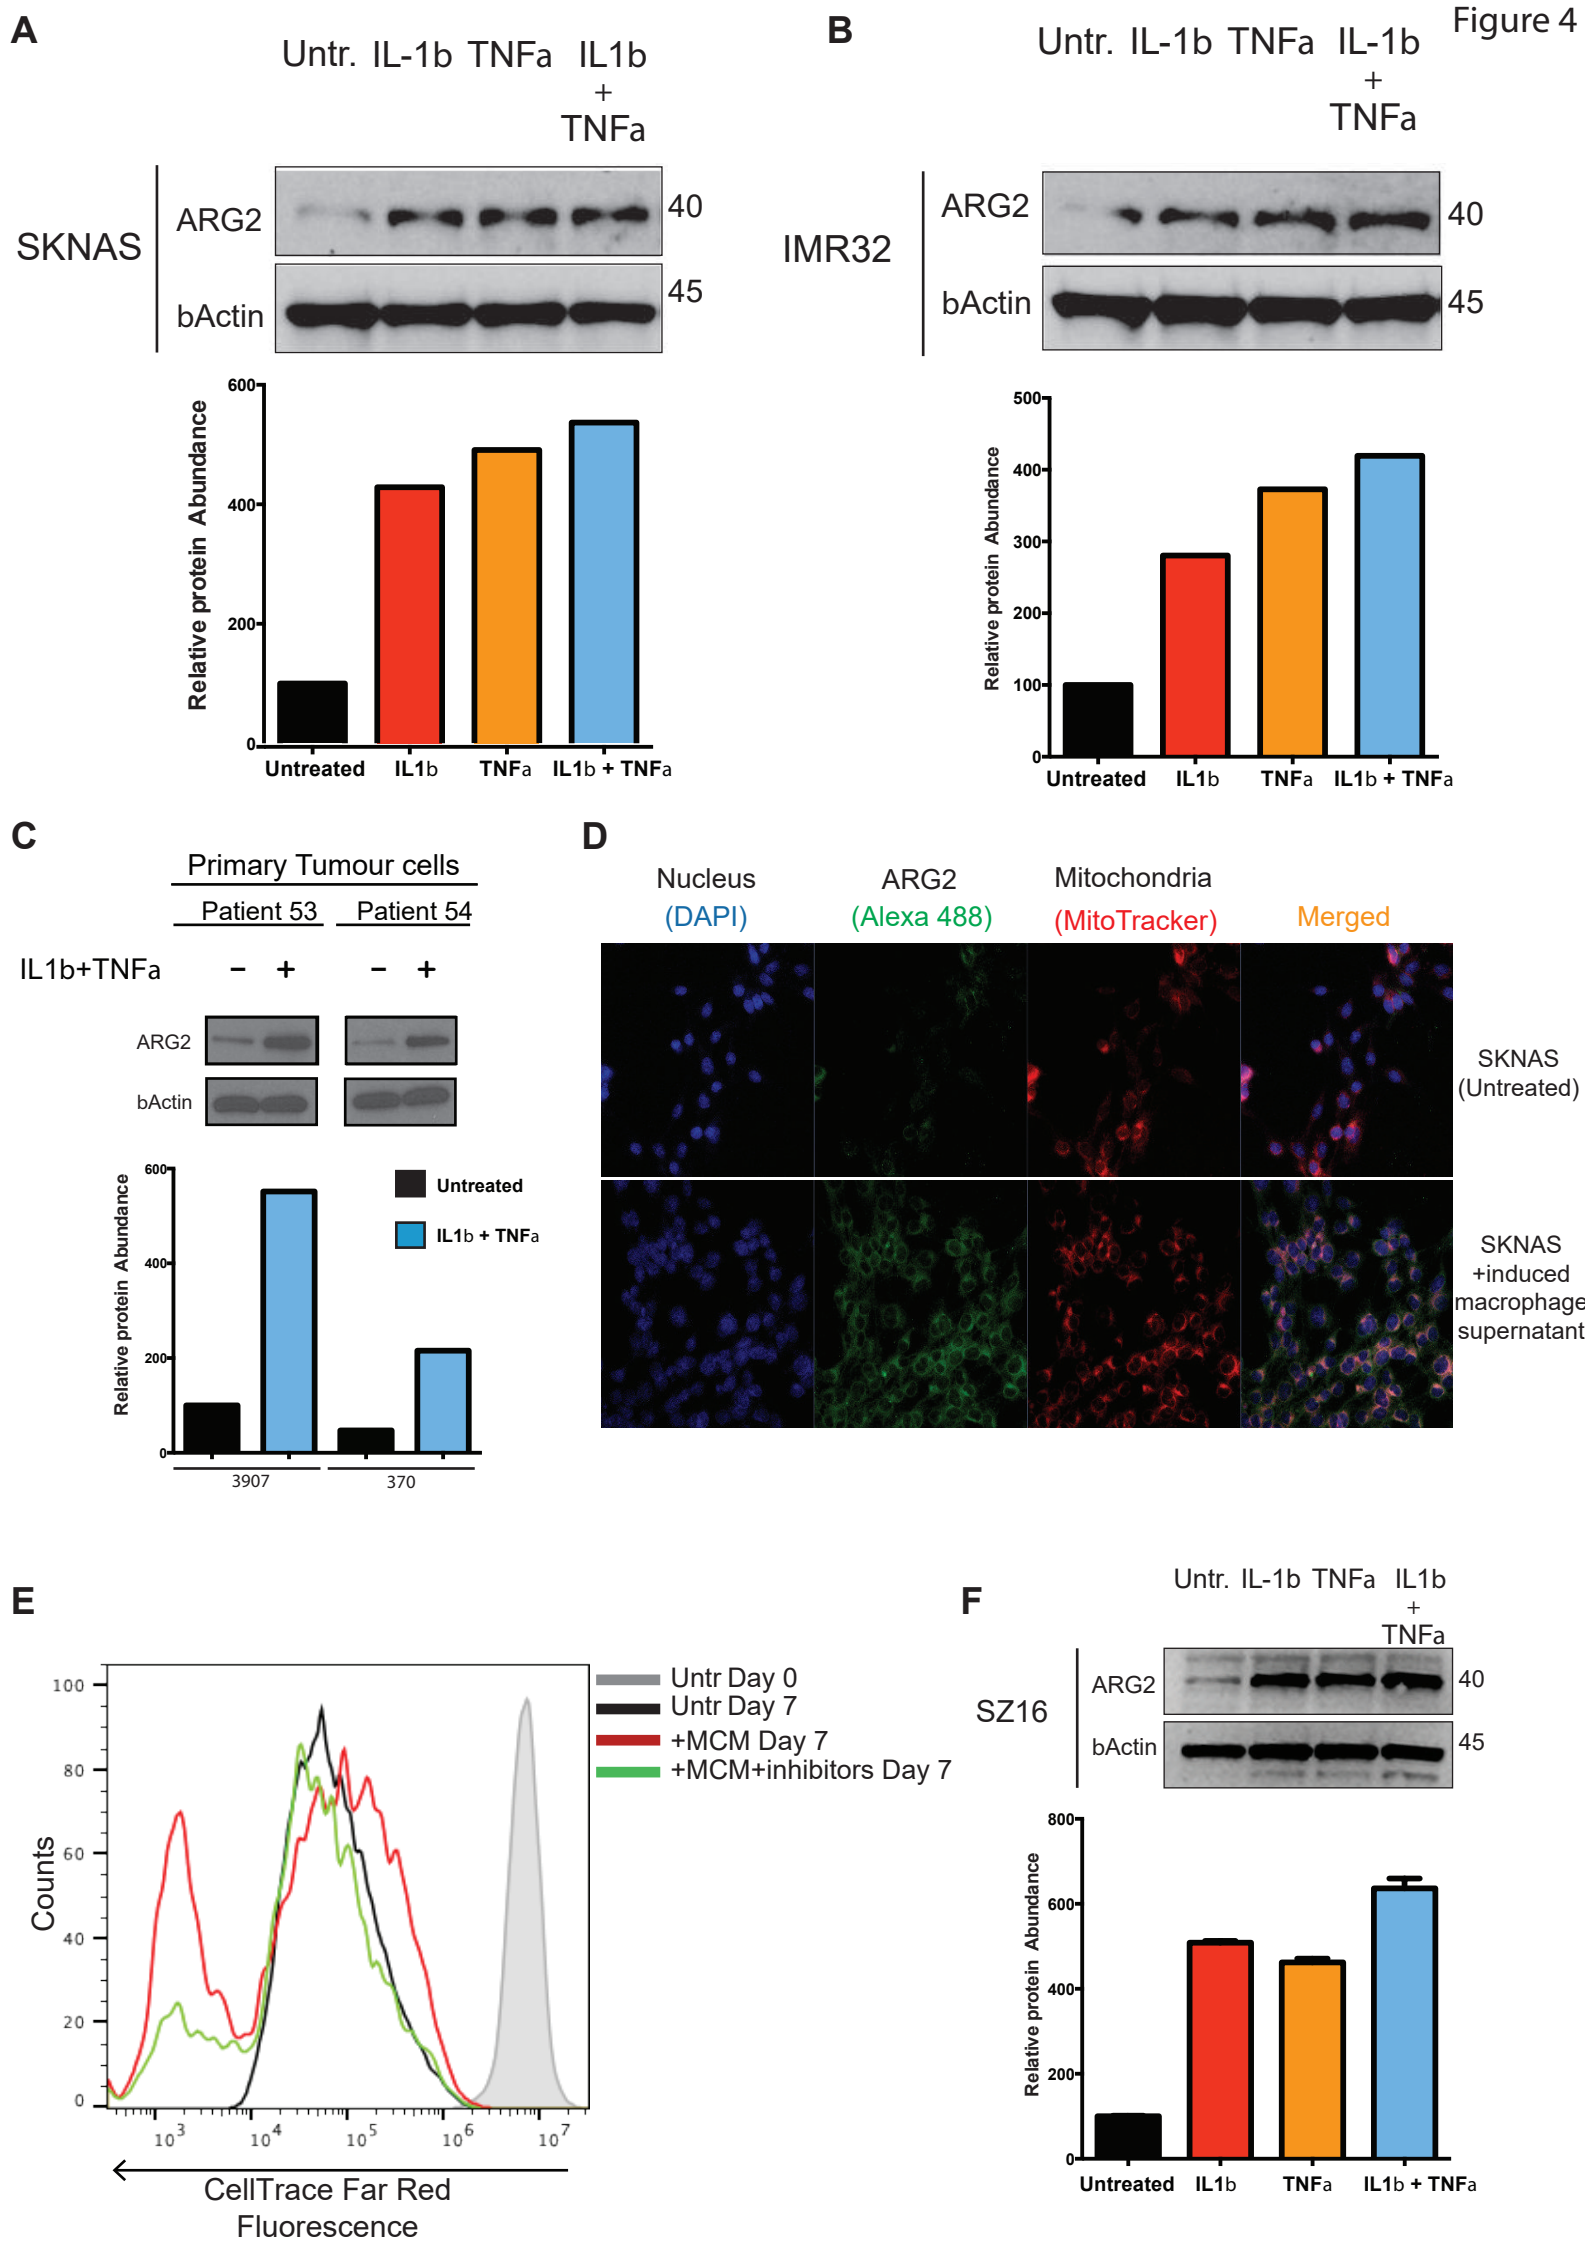 Figure 4
A
Untr. IL-1b TNFa IL1b
+
TNFa
SKNAS
ARG2
40
bActin
45
Relative protein Abundance
600
400
200
0
Untreated IL1b TNFa IL1b + TNFa
B
Untr. IL-1b TNFa IL-1b
+
TNFa
IMR32
ARG2
40
bActin
45
Relative protein Abundance
500
400
300
200
100
0
Untreated IL1b TNFa IL1b + TNFa
C
Primary Tumour cells
Patient 53 Patient 54
IL1b+TNFa − + − +
ARG2
bActin
Relative protein Abundance
600
400
200
0
Untreated
IL1b + TNFa
3907 370
D
Nucleus
(DAPI)
ARG2
(Alexa 488)
Mitochondria
(MitoTracker)
Merged
SKNAS
(Untreated)
SKNAS
+induced
macrophage
supernatant
E
Counts
100
80
60
40
20
0
10³ 10⁴ 10⁵ 10⁶ 10⁷
CellTrace Far Red
Fluorescence
Untr Day 0
Untr Day 7
+MCM Day 7
+MCM+inhibitors Day 7
F
Untr. IL-1b TNFa IL1b
+
TNFa
SZ16
ARG2
40
bActin
45
Relative protein Abundance
800
600
400
200
0
Untreated IL1b TNFa IL1b + TNFa